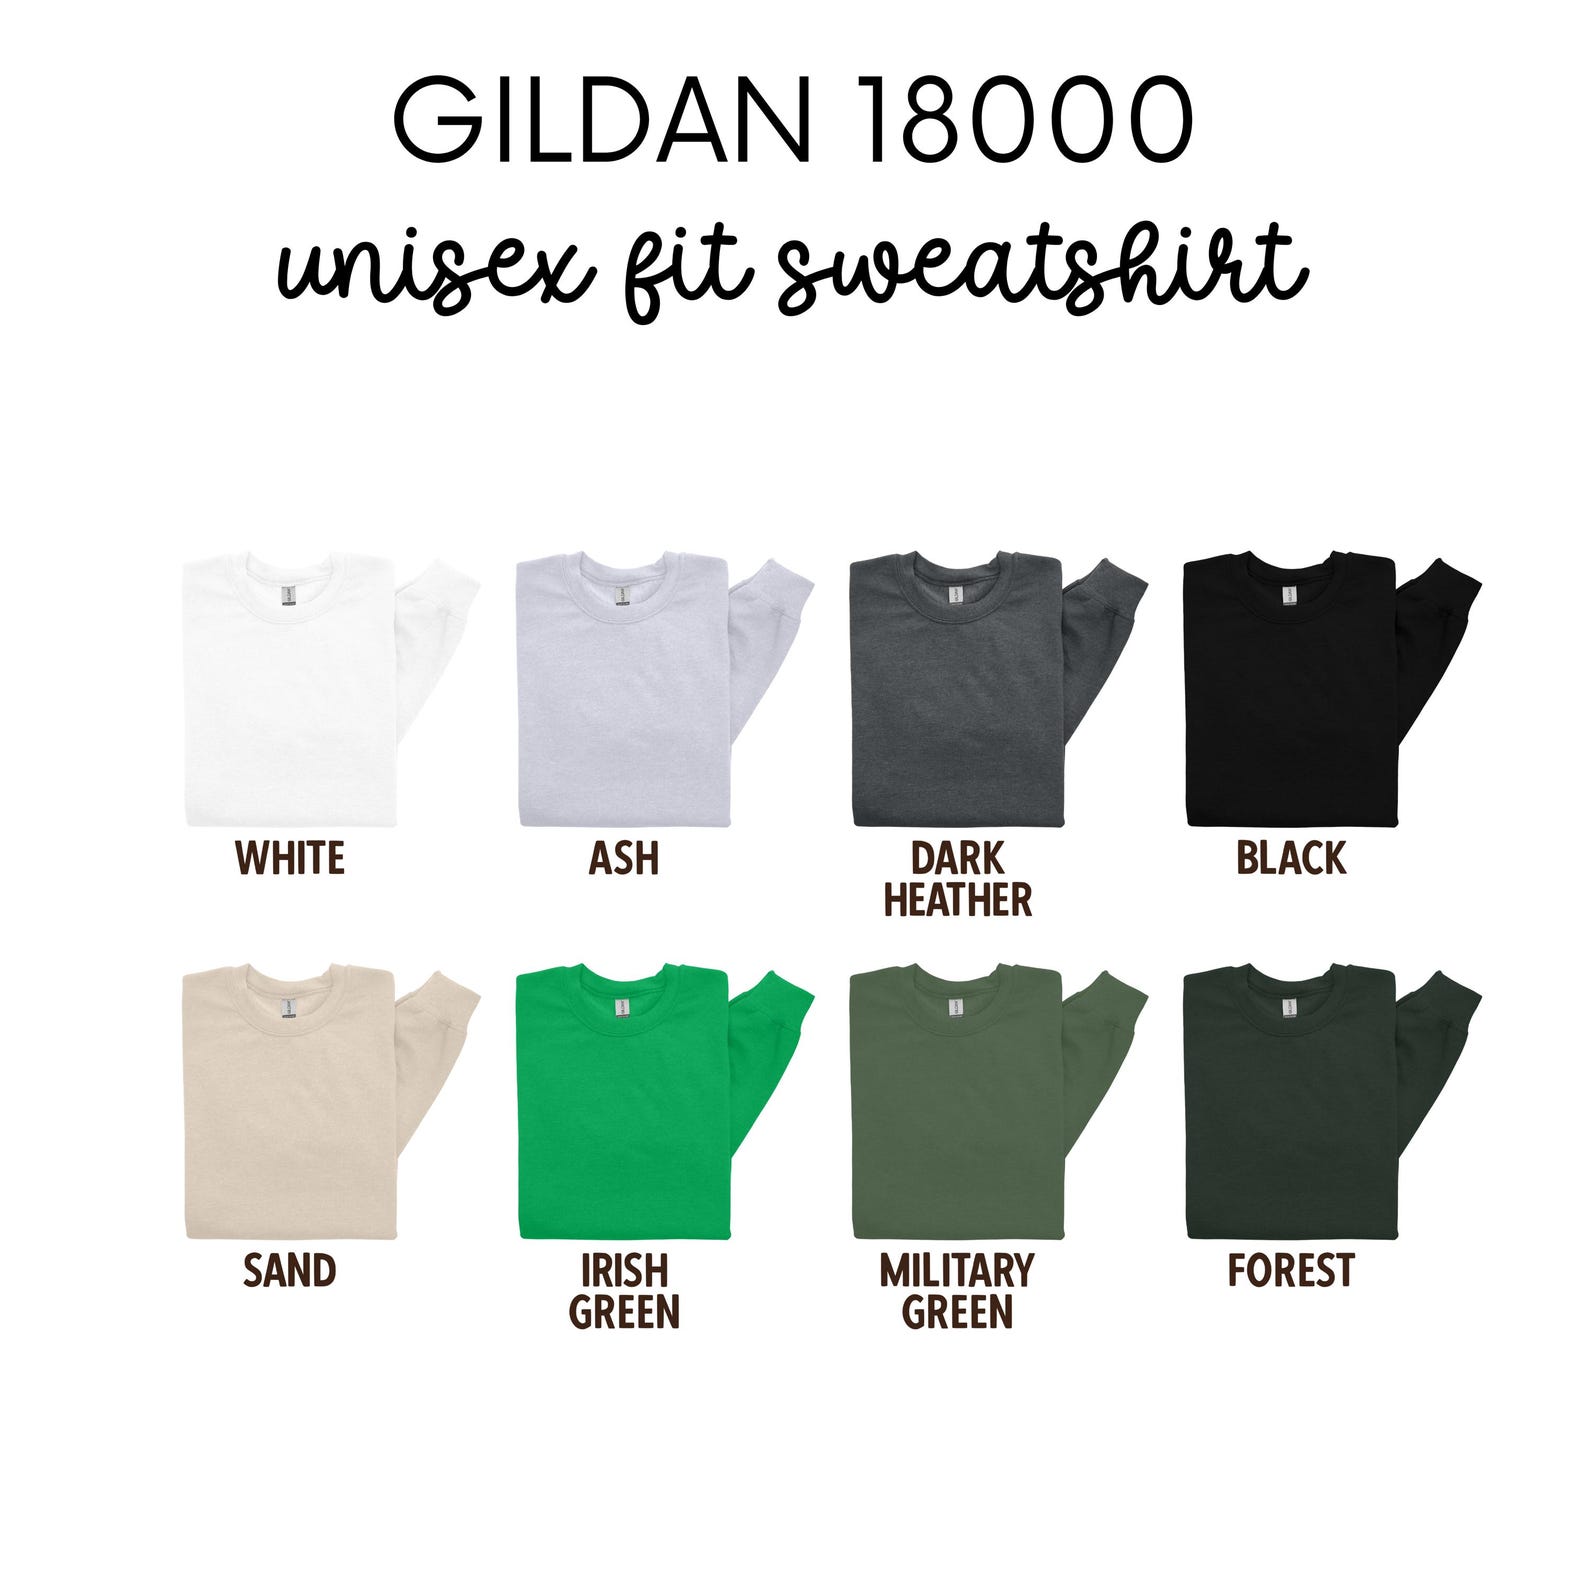 GILDAN 18000
unisex fit sweatshirt
WHITE
ASH
DARK
HEATHER
BLACK
SAND
IRISH
GREEN
MILITARY
GREEN
FOREST